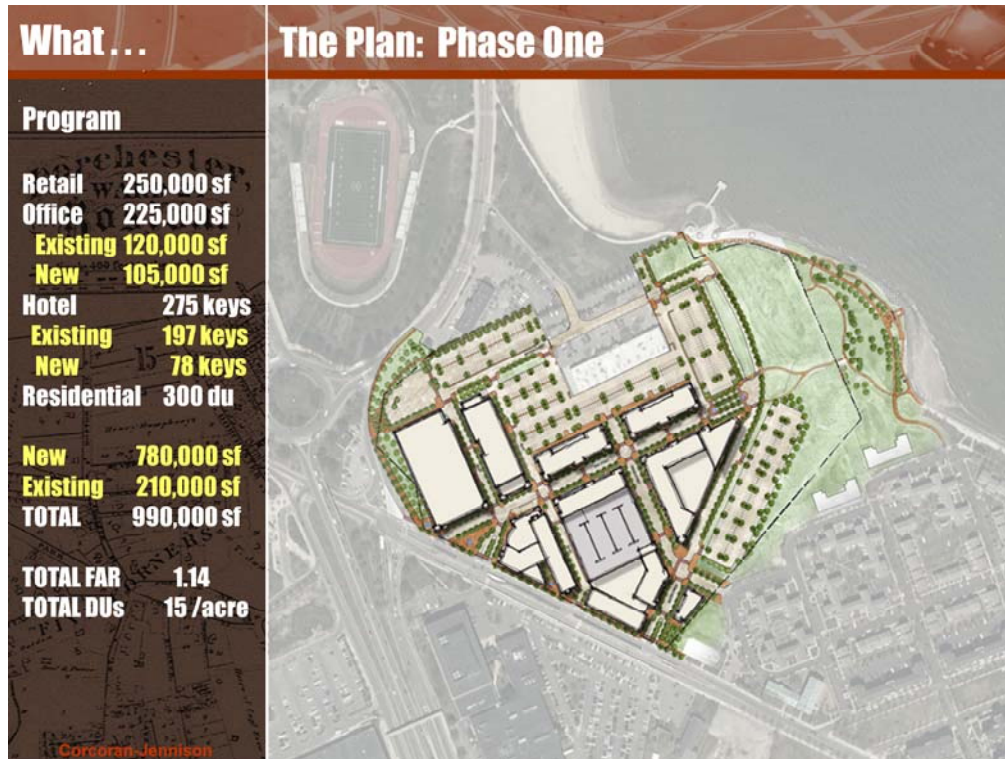 What . . .
The Plan: Phase One
Program
Retail 250,000 sf
Office 225,000 sf
Existing 120,000 sf
New 105,000 sf
Hotel 275 keys
Existing 197 keys
New 78 keys
Residential 300 du
New 780,000 sf
Existing 210,000 sf
TOTAL 990,000 sf
TOTAL FAR 1.14
TOTAL DUs 15 /acre
Corcoran-Jennison